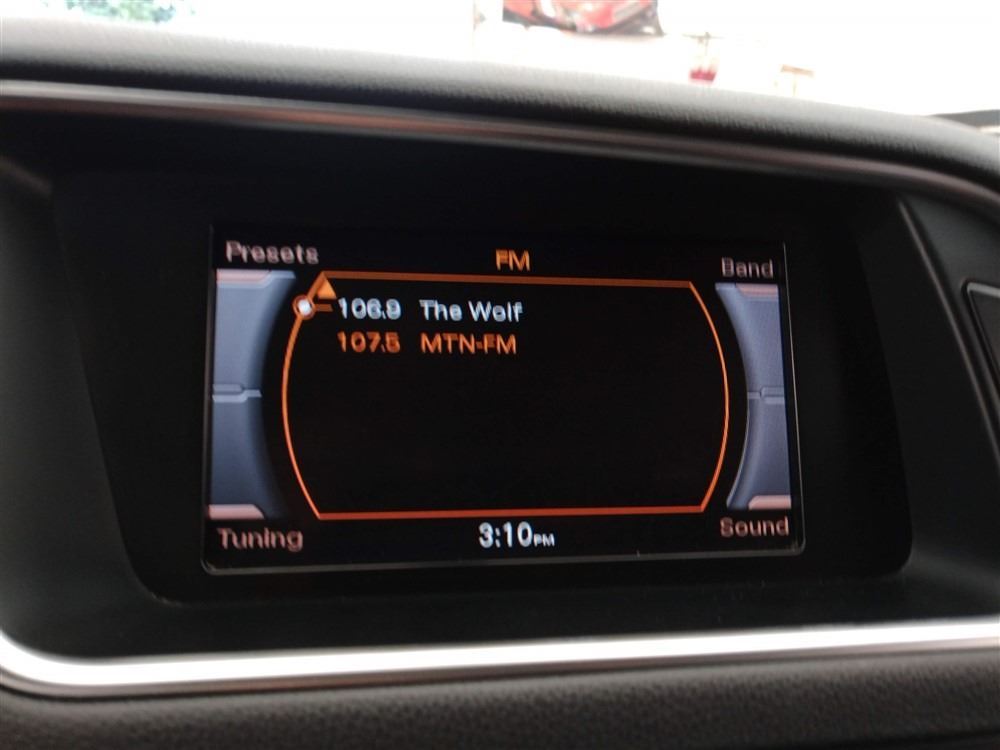 Presets FM Band
106.9 The Wolf
107.5 MTN-FM
Tuning 3:10PM Sound